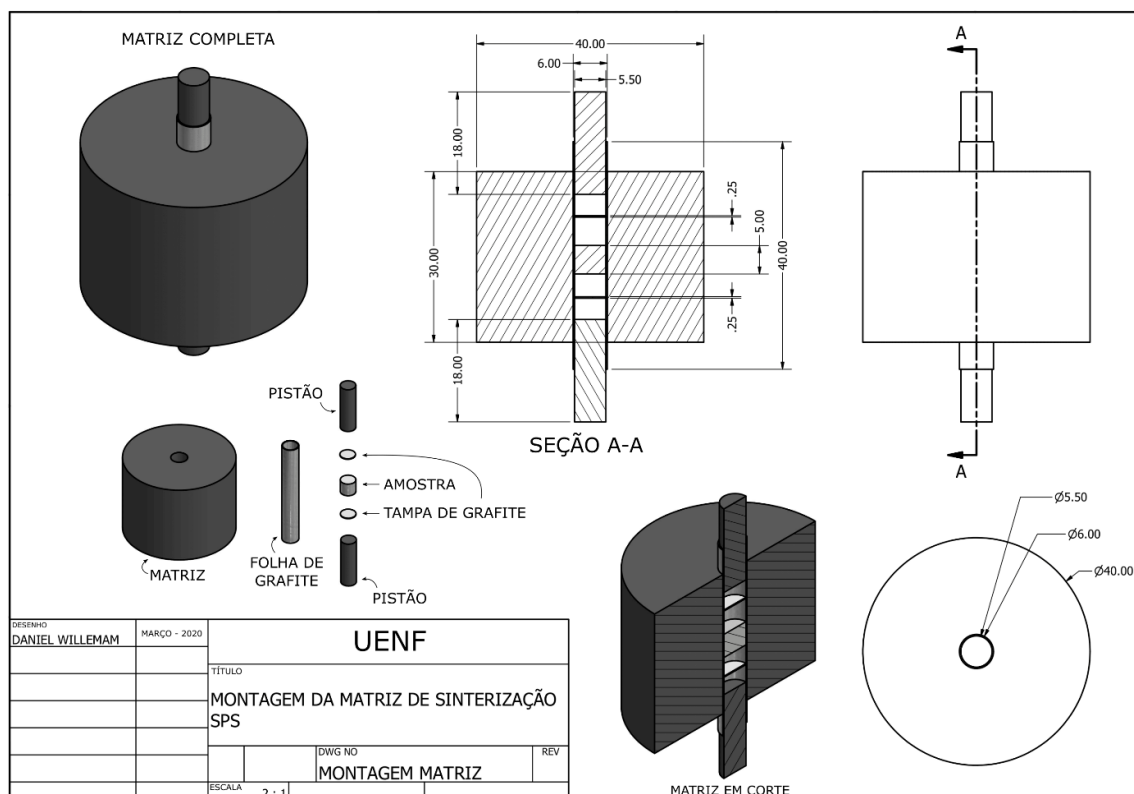 MATRIZ COMPLETA
40.00
6.00
5.50
18.00
30.00
18.00
.25
5.00
40.00
.25
SEÇÃO A-A
A
A
PISTÃO
AMOSTRA
TAMPA DE GRAFITE
FOLHA DE
GRAFITE
MATRIZ
PISTÃO
MATRIZ EM CORTE
Ø5.50
Ø6.00
Ø40.00
DESENHO
DANIEL WILLEMAM
MARÇO - 2020
UENF
TÍTULO
MONTAGEM DA MATRIZ DE SINTERIZAÇÃO
SPS
DWG NO
MONTAGEM MATRIZ
REV
ESCALA
2 : 1